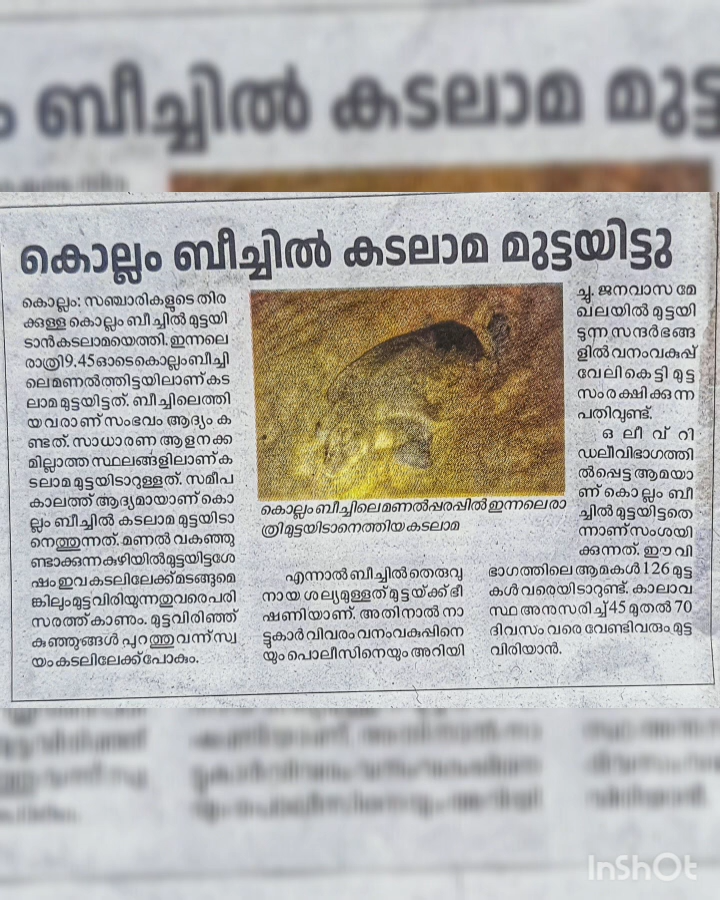 കൊല്ലം ബീച്ചിൽ കടലാമ മുട്ടയിട്ടു
കൊല്ലം: സഞ്ചാരികളുടെ തിര
ക്കുള്ള കൊല്ലം ബീച്ചിൽ മുട്ടയി
ടാൻ കടലാമയെത്തി. ഇന്നലെ
രാത്രി 9.45 ഓടെ കൊല്ലം ബീച്ചി
ലെ മണൽത്തിട്ടയിലാണ് കട
ലാമ മുട്ടയിട്ടത്. ബീച്ചിലെത്തി
യവരാണ് സംഭവം ആദ്യം ക
ണ്ടത്. സാധാരണ ആളനക്ക
മില്ലാത്ത സ്ഥലങ്ങളിലാണ് ക
ടലാമ മുട്ടയിടാറുള്ളത്. സമീപ
കാലത്ത് ആദ്യമായാണ് കൊ
ല്ലം ബീച്ചിൽ കടലാമ മുട്ടയിടാ
നെത്തുന്നത്. മണൽ വകഞ്ഞു
ണ്ടാക്കുന്ന കുഴിയിൽ മുട്ടയിട്ടശേ
ഷം ഇവ കടലിലേക്ക് മടങ്ങുമെ
ങ്കിലും മുട്ട വിരിയുന്നതുവരെ പരി
സരത്ത് കാണും. മുട്ട വിരിഞ്ഞ്
കുഞ്ഞുങ്ങൾ പുറത്തുവന്ന് സ്വ
യം കടലിലേക്ക് പോകും.
കൊല്ലം ബീച്ചിലെ മണൽപ്പരപ്പിൽ ഇന്നലെ രാ
ത്രി മുട്ടയിടാനെത്തിയ കടലാമ
എന്നാൽ ബീച്ചിൽ തെരുവു
നായ ശല്യമുള്ളത് മുട്ടയ്ക്ക് ഭീ
ഷണിയാണ്. അതിനാൽ നാ
ട്ടുകാർ വിവരം വനംവകുപ്പിനെ
യും പൊലീസിനെയും അറിയി
ച്ചു. ജനവാസ മേ
ഖലയിൽ മുട്ടയി
ടുന്ന സന്ദർഭങ്ങ
ളിൽ വനംവകുപ്പ്
വേലി കെട്ടി മുട്ട
സംരക്ഷിക്കുന്ന
പതിവുണ്ട്.
ഒലീവ് റി
ഡലീ വിഭാഗത്തി
ൽപ്പെട്ട ആമയാ
ണ് കൊല്ലം ബീ
ച്ചിൽ മുട്ടയിട്ടതെ
ന്നാണ് സംശയി
ക്കുന്നത്. ഈ വി
ഭാഗത്തിലെ ആമകൾ 126 മുട്ട
കൾ വരെയിടാറുണ്ട്. കാലാവ
സ്ഥ അനുസരിച്ച് 45 മുതൽ 70
ദിവസം വരെ വേണ്ടിവരും മുട്ട
വിരിയാൻ.
InShOt